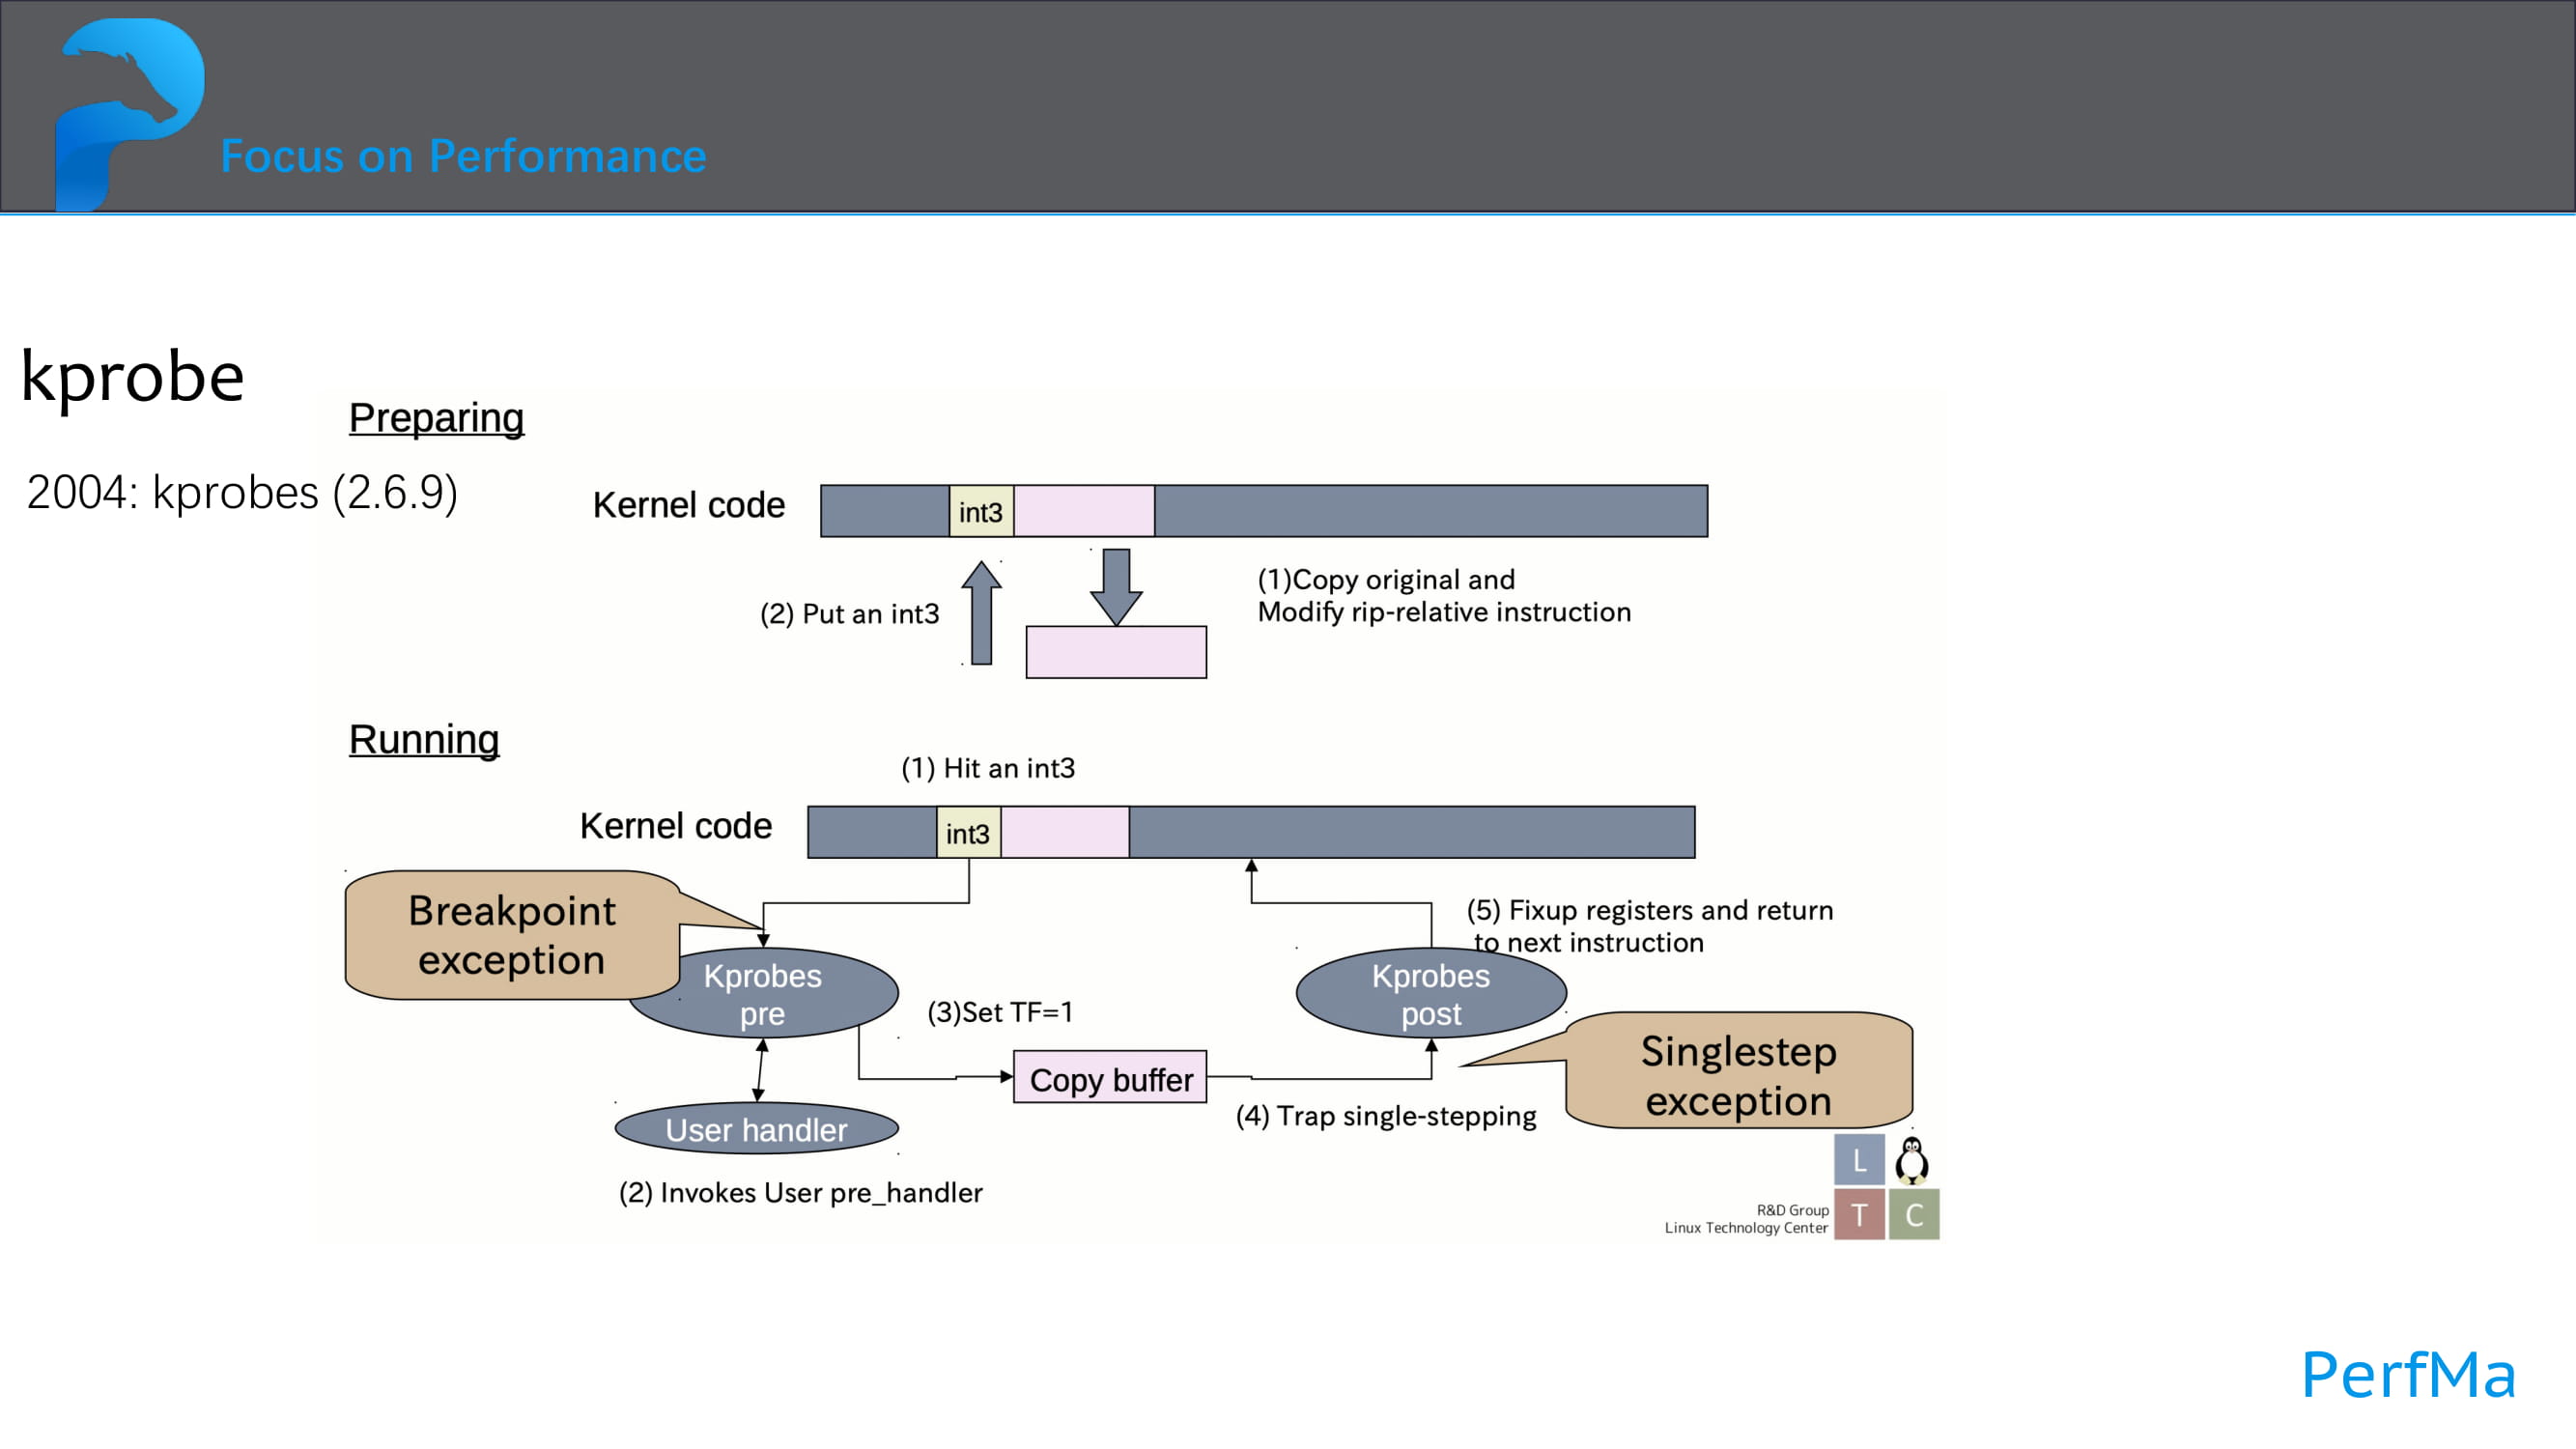 Focus on Performance
kprobe
2004: kprobes (2.6.9)
Preparing
Kernel code
int3
(2) Put an int3
(1)Copy original and
Modify rip-relative instruction
Running
(1) Hit an int3
Kernel code
int3
Breakpoint
exception
(5) Fixup registers and return
to next instruction
Kprobes
pre
Kprobes
post
(3)Set TF=1
Singlestep
exception
Copy buffer
(4) Trap single-stepping
User handler
(2) Invokes User pre_handler
L
R&D Group
Linux Technology Center
T C
PerfMa